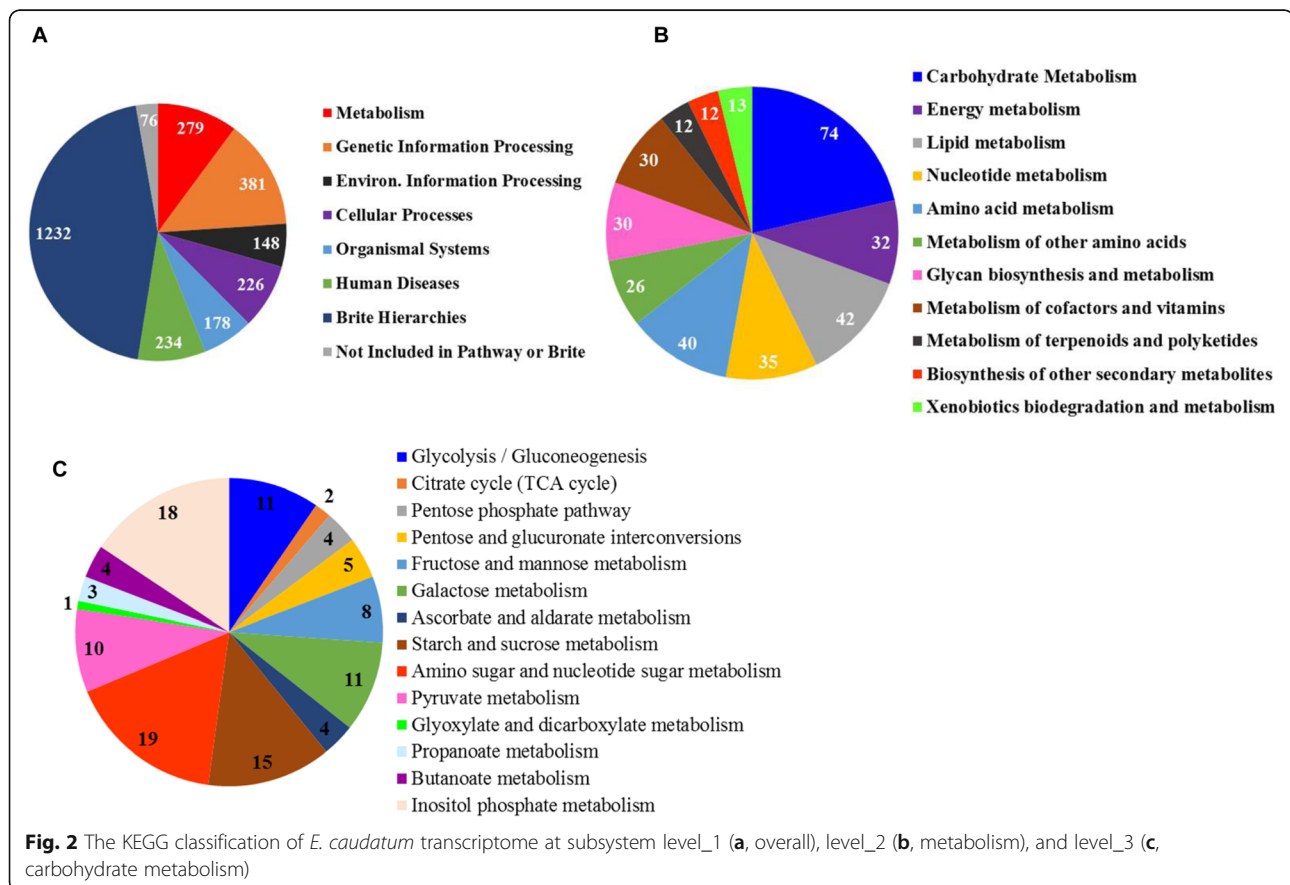 A
76
279
381
148
226
178
234
1232
Metabolism
Genetic Information Processing
Environ. Information Processing
Cellular Processes
Organismal Systems
Human Diseases
Brite Hierarchies
Not Included in Pathway or Brite
B
74
32
42
35
40
26
30
30
12
12
13
Carbohydrate Metabolism
Energy metabolism
Lipid metabolism
Nucleotide metabolism
Amino acid metabolism
Metabolism of other amino acids
Glycan biosynthesis and metabolism
Metabolism of cofactors and vitamins
Metabolism of terpenoids and polyketides
Biosynthesis of other secondary metabolites
Xenobiotics biodegradation and metabolism
C
11
2
4
5
8
11
4
15
19
10
1
3
4
18
Glycolysis / Gluconeogenesis
Citrate cycle (TCA cycle)
Pentose phosphate pathway
Pentose and glucuronate interconversions
Fructose and mannose metabolism
Galactose metabolism
Ascorbate and aldarate metabolism
Starch and sucrose metabolism
Amino sugar and nucleotide sugar metabolism
Pyruvate metabolism
Glyoxylate and dicarboxylate metabolism
Propanoate metabolism
Butanoate metabolism
Inositol phosphate metabolism
Fig. 2 The KEGG classification of E. caudatum transcriptome at subsystem level_1 (a, overall), level_2 (b, metabolism), and level_3 (c,
carbohydrate metabolism)